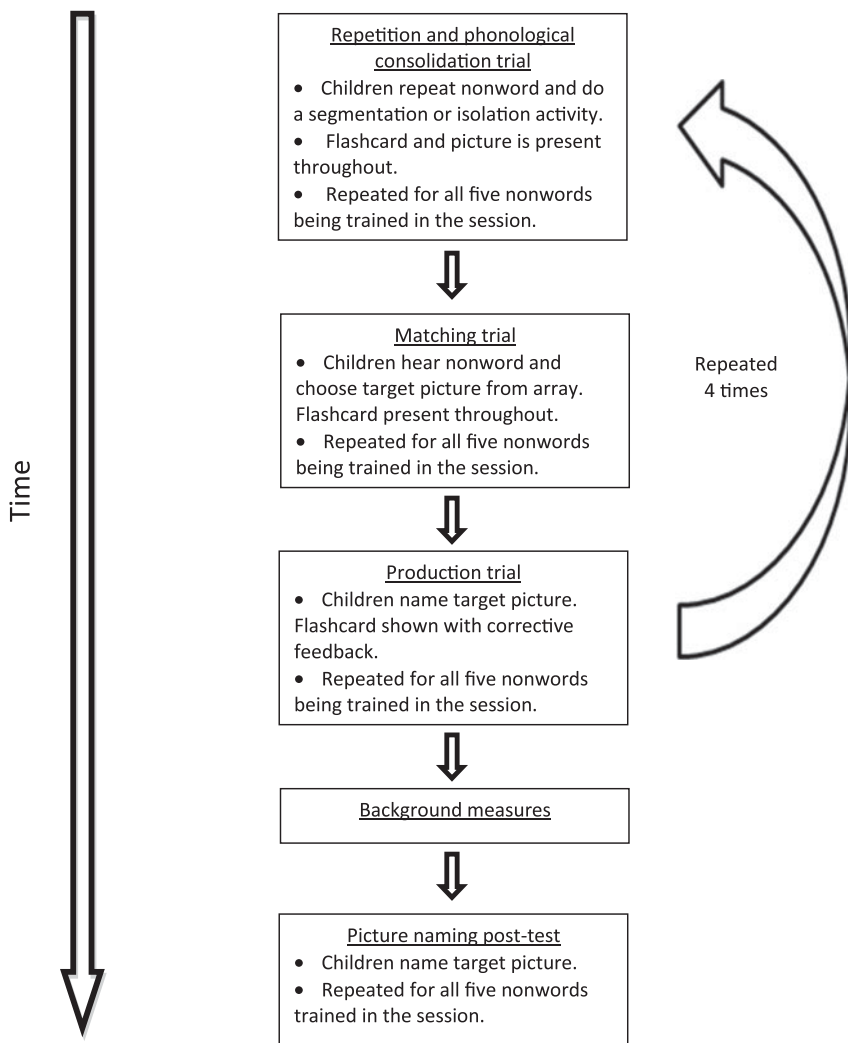 Repetition and phonological
consolidation trial
• Children repeat nonword and do
a segmentation or isolation activity.
• Flashcard and picture is present
throughout.
• Repeated for all five nonwords
being trained in the session.
Matching trial
• Children hear nonword and
choose target picture from array.
Flashcard present throughout.
• Repeated for all five nonwords
being trained in the session.
Repeated
4 times
Time
Production trial
• Children name target picture.
Flashcard shown with corrective
feedback.
• Repeated for all five nonwords
being trained in the session.
Background measures
Picture naming post-test
• Children name target picture.
• Repeated for all five nonwords
trained in the session.